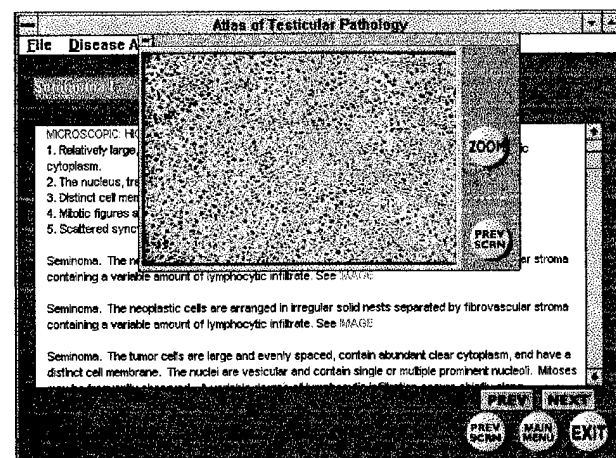 Atlas of Testicular Pathology
File Disease A
ZOOM
PREV
SCRN
MICROSCOPIC: HI
1. Relatively large,
cytoplasm.
2. The nucleus,
3. Distinct cell mem
4. Mitotic figures a
5. Scattered sync
Seminoma. The ne ar stroma
containing a variable amount of lymphocytic infiltrate. See IMAGE
Seminoma. The neoplastic cells are arranged in irregular solid nests separated by fibrovascular stroma
containing a variable amount of lymphocytic infiltrate. See IMAGE
Seminoma. The tumor cells are large and evenly spaced, contain abundant clear cytoplasm, and have a
distinct cell membrane. The nuclei are vesicular and contain single or multiple prominent nucleoli. Mitoses
PREV NEXT
PREV
SCRN
MAIN
MENU
EXIT